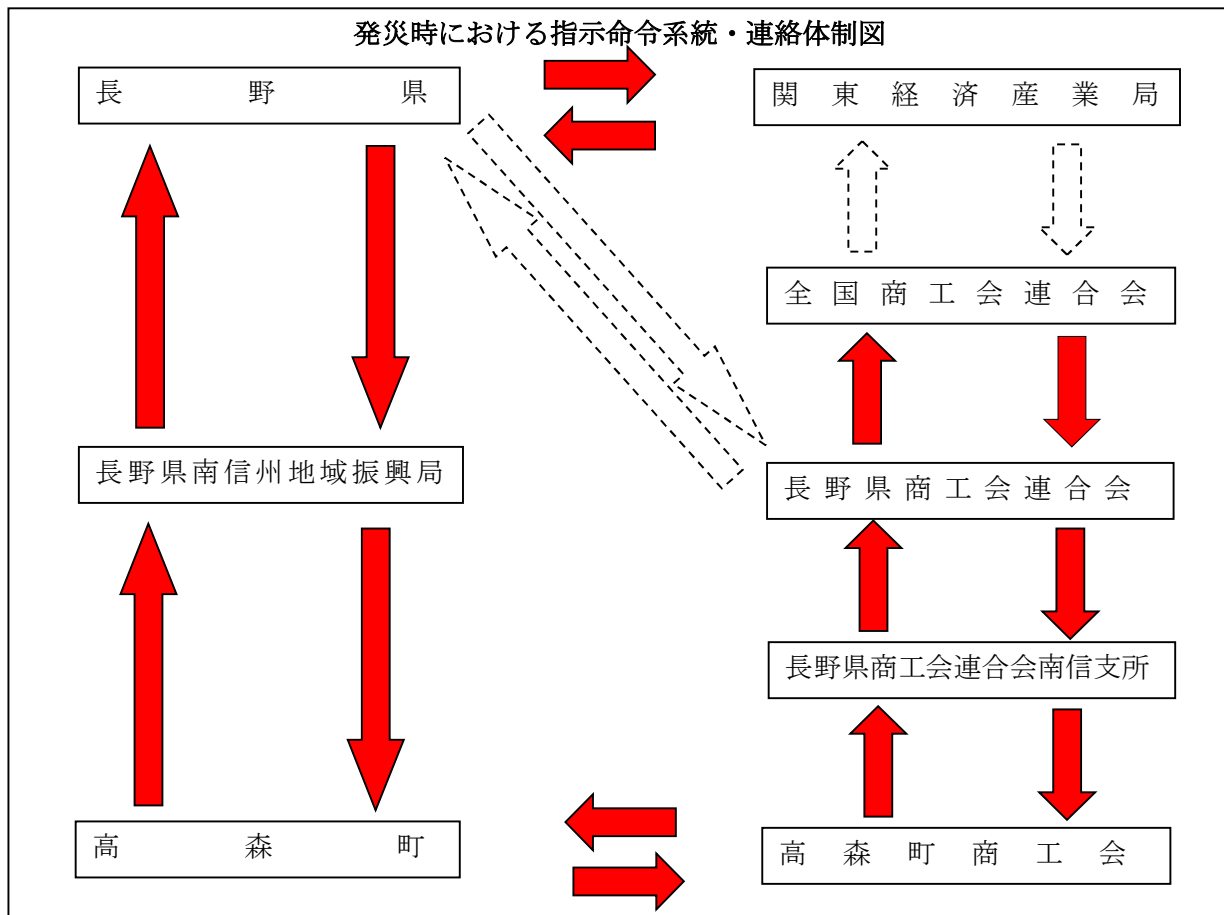 発災時における指示命令系統・連絡体制図
長野県
関東経済産業局
全国商工会連合会
長野県南信州地域振興局
長野県商工会連合会
長野県商工会連合会南信支所
高森町
高森町商工会